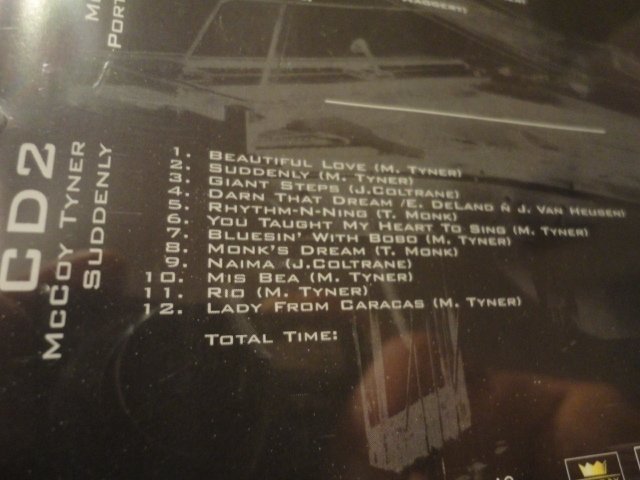 CD2
McCoy Tyner
Suddenly
1. Beautiful Love (M. Tyner)
2. Suddenly (M. Tyner)
3. Giant Steps (J.Coltrane)
4. Darn That Dream /E. DeLand Ñ J. Van Heusen)
5. Rhythm-N-Ning (T. Monk)
6. You Taught My Heart To Sing (M. Tyner)
7. Bluesin' With Bobo (M. Tyner)
8. Monk's Dream (T. Monk)
9. Naima (J.Coltrane)
10. Mis Bea (M. Tyner)
11. Rio (M. Tyner)
12. Lady From Caracas (M. Tyner)
Total Time: